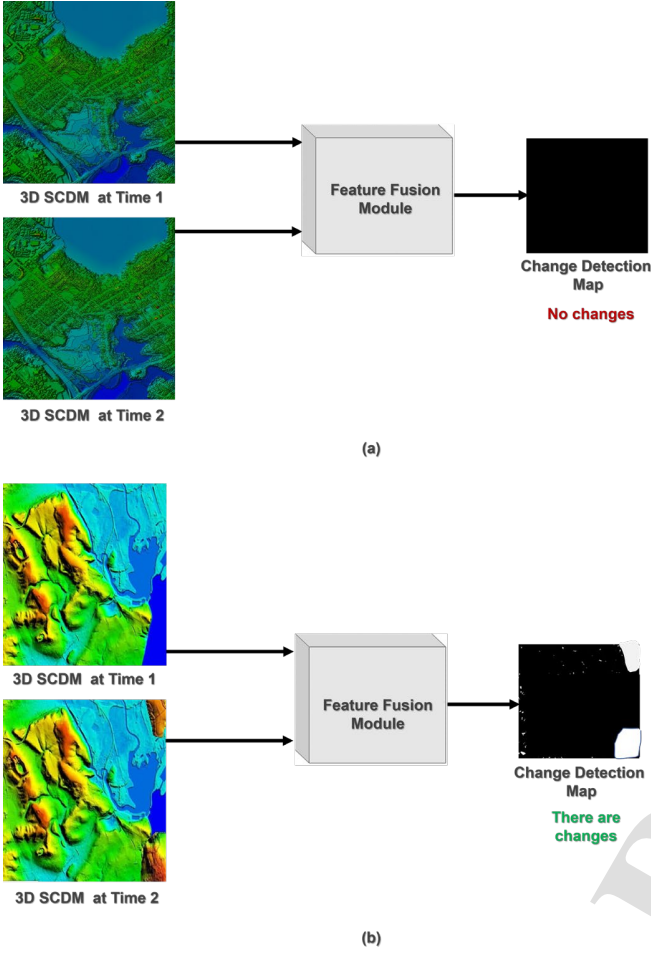 3D SCDM at Time 1
Feature Fusion
Module
Change Detection
Map
No changes
3D SCDM at Time 2
(a)
3D SCDM at Time 1
Feature Fusion
Module
Change Detection
Map
There are
changes
3D SCDM at Time 2
(b)